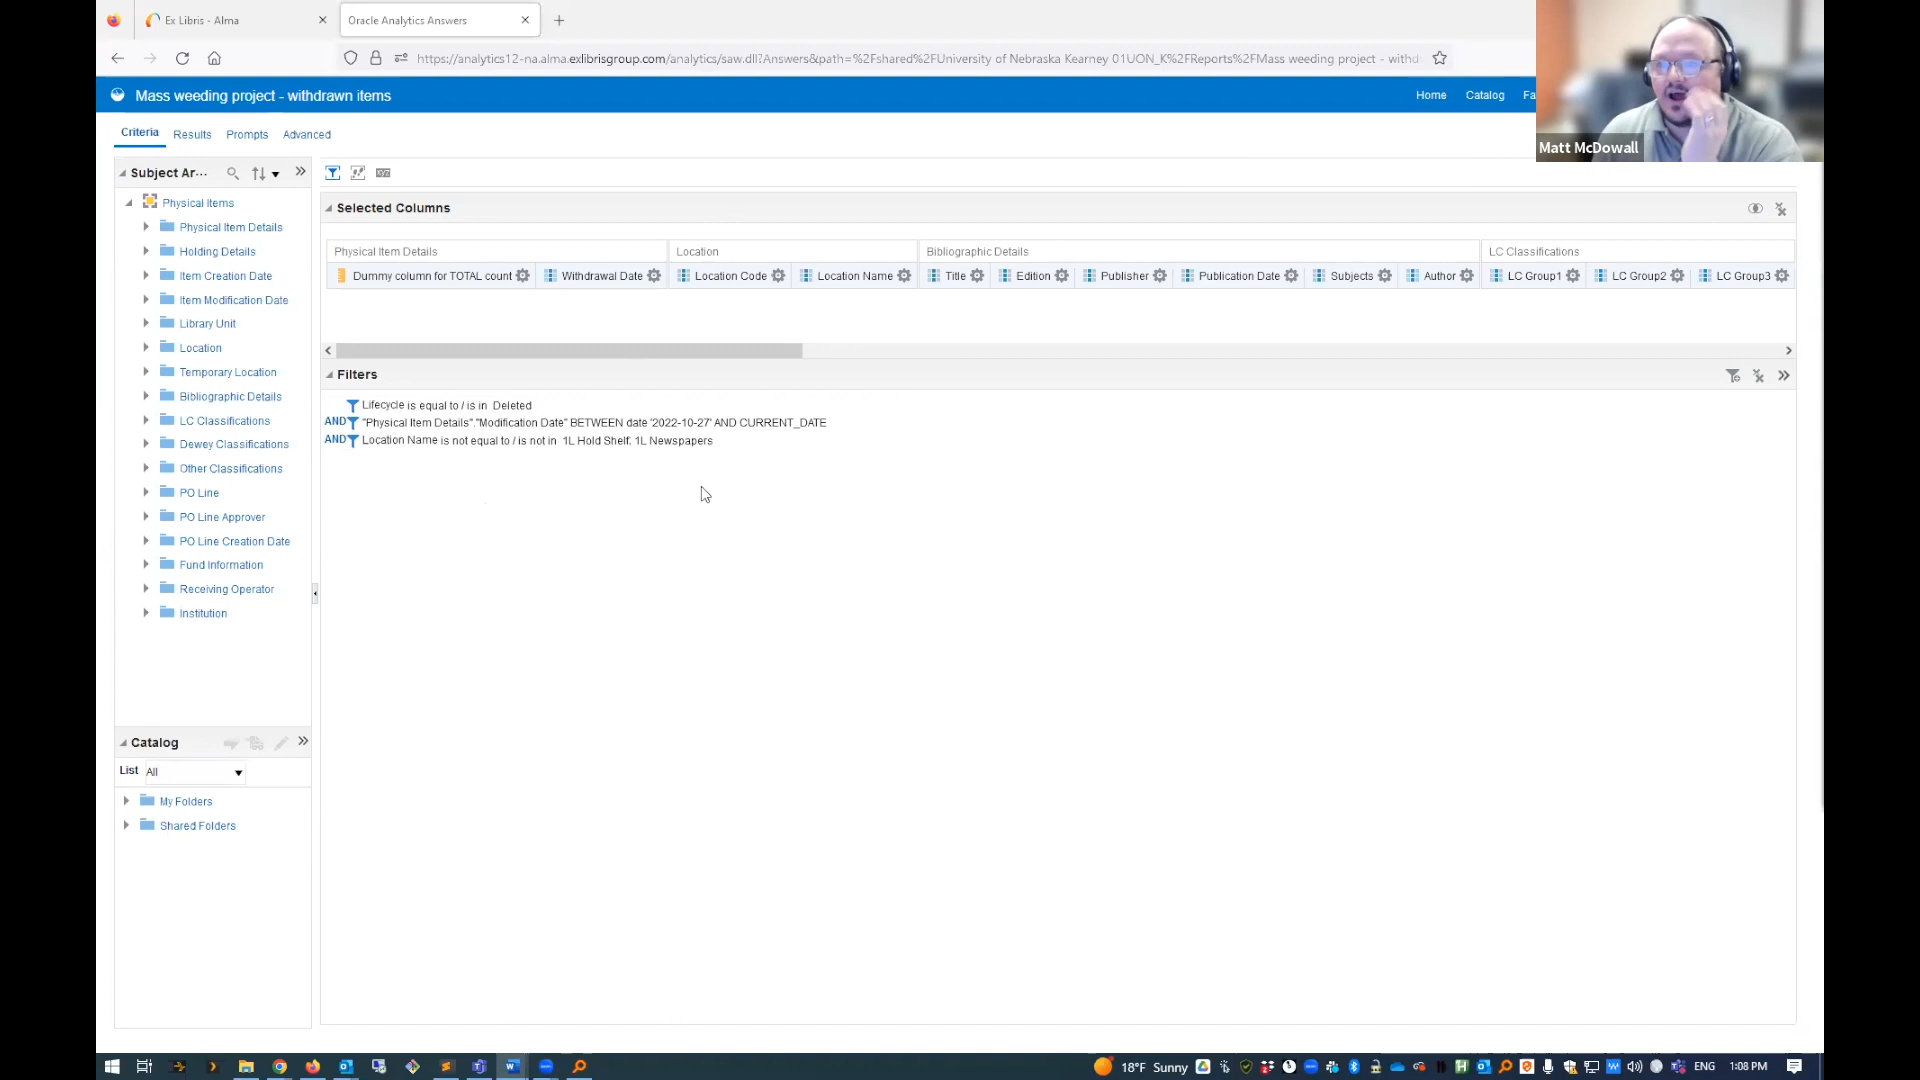 Ex Libris - Alma
Oracle Analytics Answers
https://analytics12-na.alma.exlibrisgroup.com/analytics/saw.dll?Answers&path=%2Fshared%2FUniversity of Nebraska Kearney 01UON_K%2FReports%2FMass weeding project - withd
Mass weeding project - withdrawn items
Home Catalog Fa
Matt McDowall
Criteria Results Prompts Advanced
Subject Ar...
Physical Items
Physical Item Details
Holding Details
Item Creation Date
Item Modification Date
Library Unit
Location
Temporary Location
Bibliographic Details
LC Classifications
Dewey Classifications
Other Classifications
PO Line
PO Line Approver
PO Line Creation Date
Fund Information
Receiving Operator
Institution
Catalog
List All
My Folders
Shared Folders
xyz
Selected Columns
Physical Item Details Location Bibliographic Details LC Classifications
Dummy column for TOTAL count Withdrawal Date Location Code Location Name Title Edition Publisher Publication Date Subjects Author LC Group1 LC Group2 LC Group3
Filters
Lifecycle is equal to / is in Deleted
AND "Physical Item Details"."Modification Date" BETWEEN date '2022-10-27' AND CURRENT_DATE
AND Location Name is not equal to / is not in 1L Hold Shelf; 1L Newspapers
18°F Sunny ENG 1:08 PM